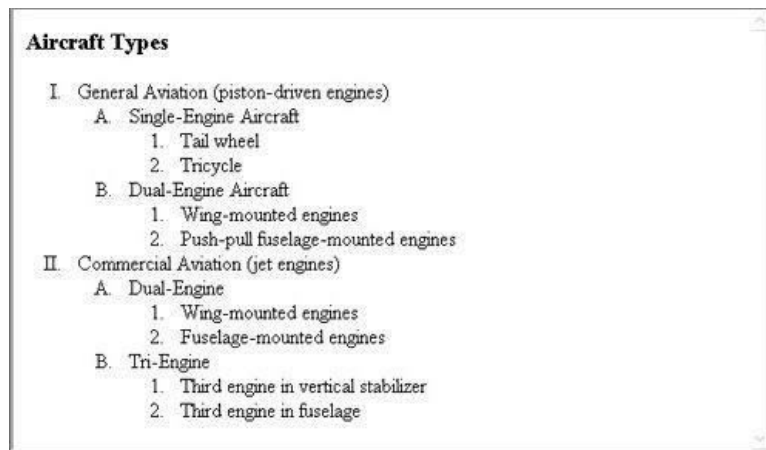 Aircraft Types
I. General Aviation (piston-driven engines)
A. Single-Engine Aircraft
1. Tail wheel
2. Tricycle
B. Dual-Engine Aircraft
1. Wing-mounted engines
2. Push-pull fuselage-mounted engines
II. Commercial Aviation (jet engines)
A. Dual-Engine
1. Wing-mounted engines
2. Fuselage-mounted engines
B. Tri-Engine
1. Third engine in vertical stabilizer
2. Third engine in fuselage